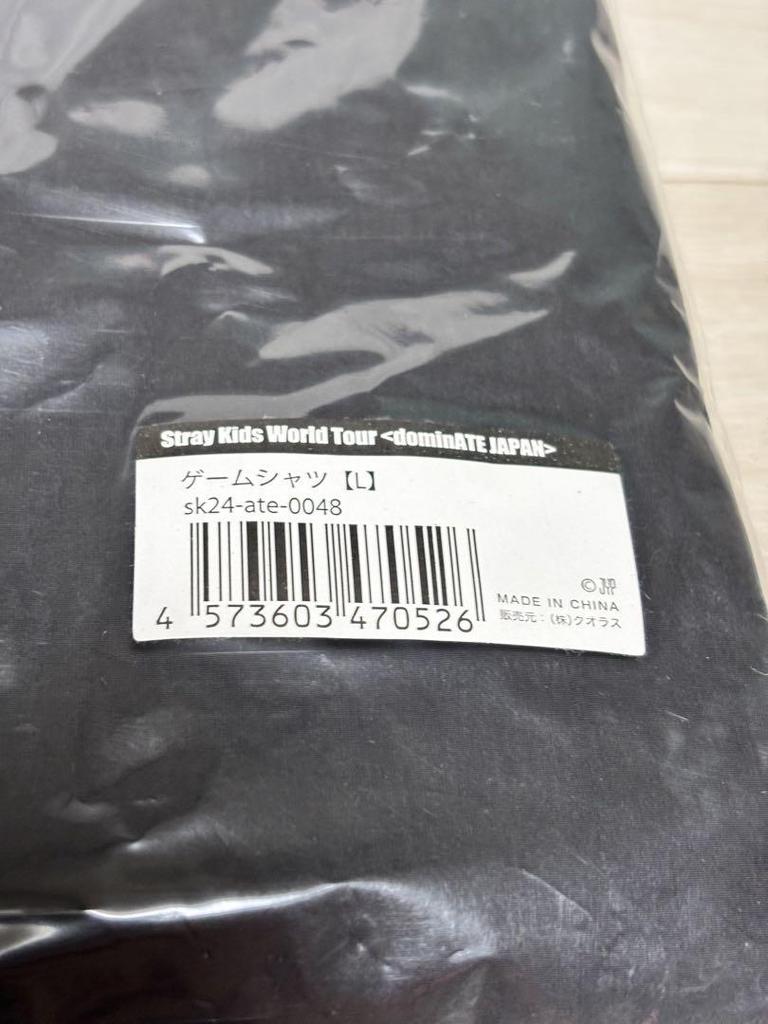 Stray Kids World Tour <dominATE JAPAN>
ゲームシャツ【L】
sk24-ate-0048
4 573603 470526
©JYP
MADE IN CHINA
販売元：(株)クオラス